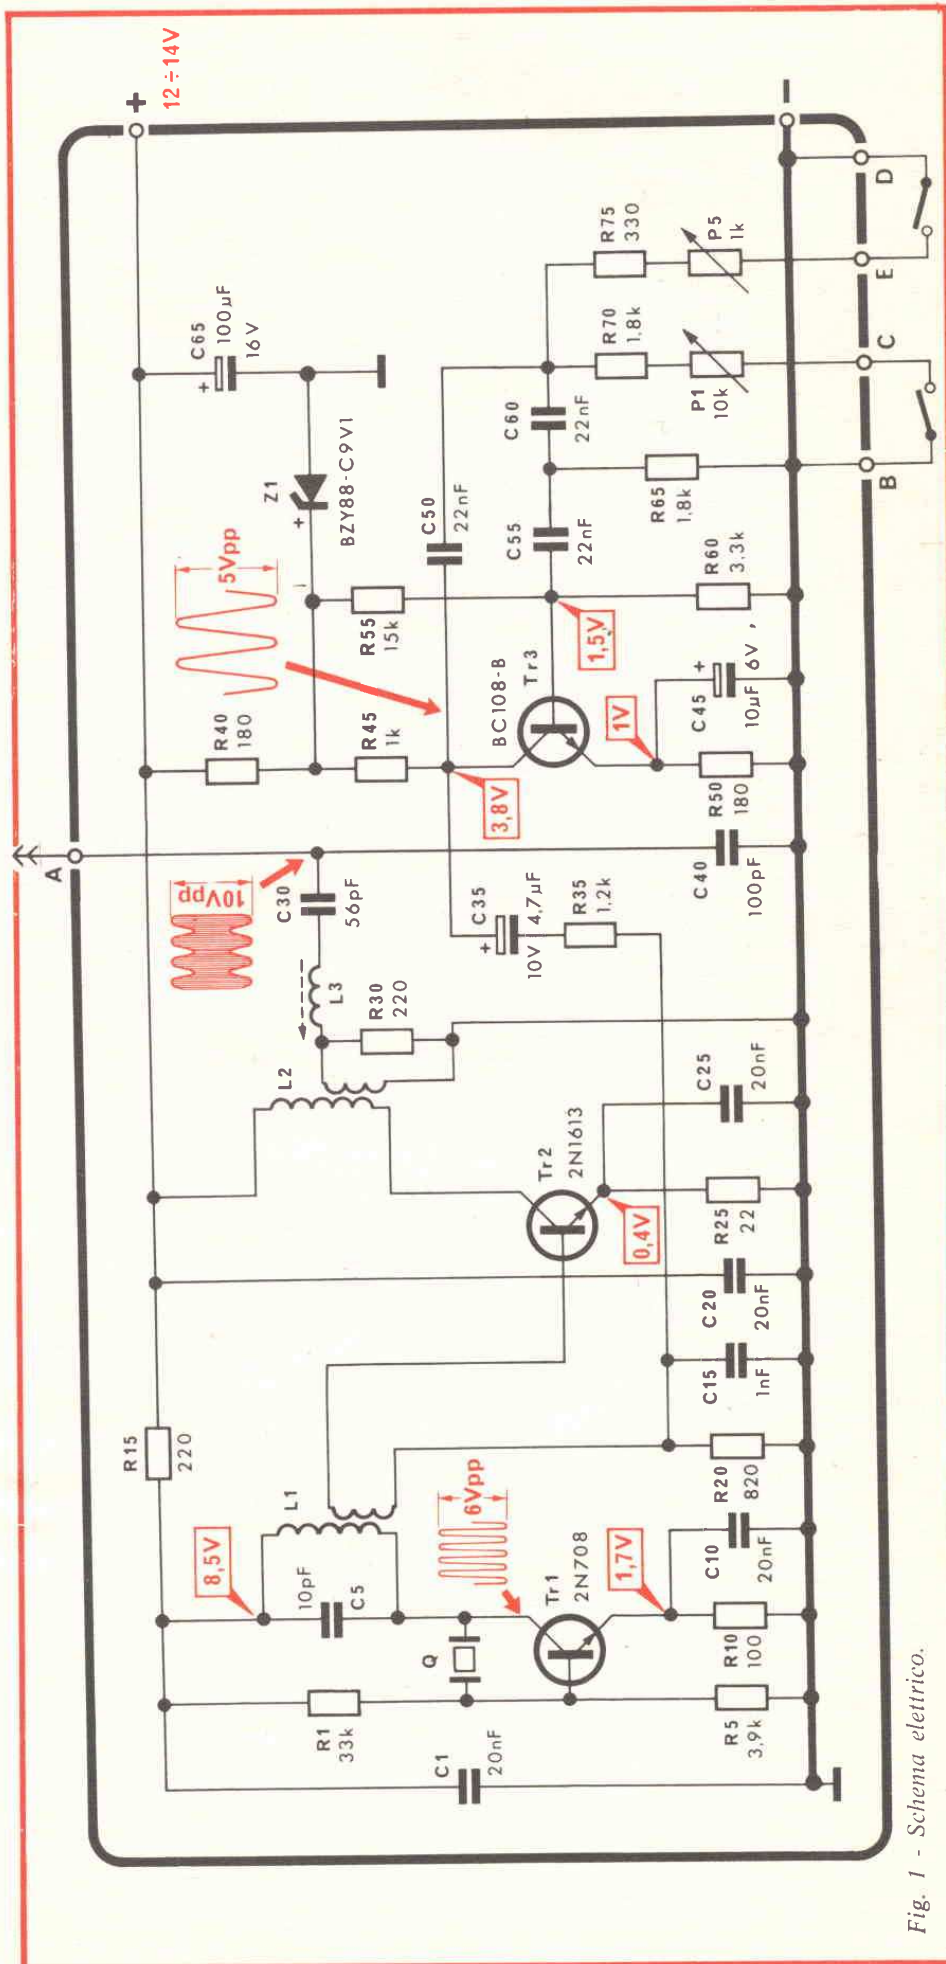 +
12÷14V
A
10Vpp
5Vpp
R15
220
R40
180
C65
100µF
16V
+
Z1
+
BZY88-C9V1
8,5V
10pF
C5
L1
L2
L3
C30
56pF
R30
220
R45
1k
R55
15k
C50
22nF
3,8V
BC108-B
Tr3
1,5V
1V
C55
22nF
C60
22nF
R70
1,8k
R75
330
P1
10k
P5
1k
R65
1,8k
R60
3,3k
C45
+
10µF
6V
R50
180
C40
100pF
C35
+
10V
4,7µF
R35
1,2k
C25
20nF
Tr2
2N1613
0,4V
R25
22
C20
20nF
C15
1nF
R20
820
6Vpp
Q
Tr1
2N708
1,7V
C10
20nF
R10
100
R1
33k
R5
3,9k
C1
20nF
–
B
C
E
D
Fig. 1 - Schema elettrico.